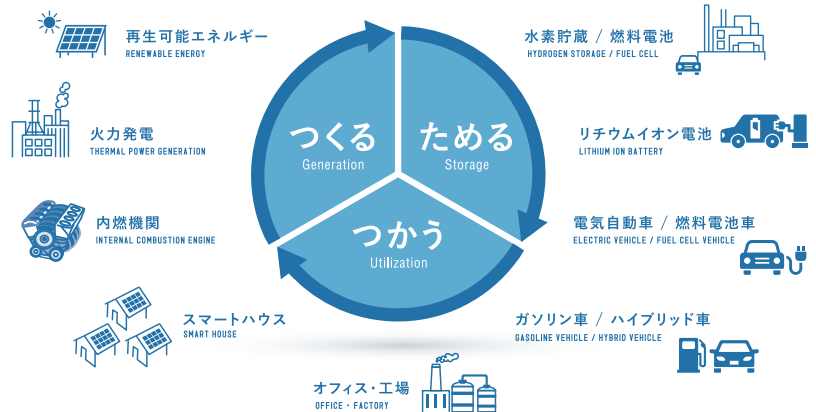 再生可能エネルギー
RENEWABLE ENERGY
火力発電
THERMAL POWER GENERATION
内燃機関
INTERNAL COMBUSTION ENGINE
スマートハウス
SMART HOUSE
つくる
Generation
ためる
Storage
つかう
Utilization
水素貯蔵 / 燃料電池
HYDROGEN STORAGE / FUEL CELL
リチウムイオン電池
LITHIUM ION BATTERY
電気自動車 / 燃料電池車
ELECTRIC VEHICLE / FUEL CELL VEHICLE
ガソリン車 / ハイブリッド車
GASOLINE VEHICLE / HYBRID VEHICLE
オフィス・工場
OFFICE・FACTORY